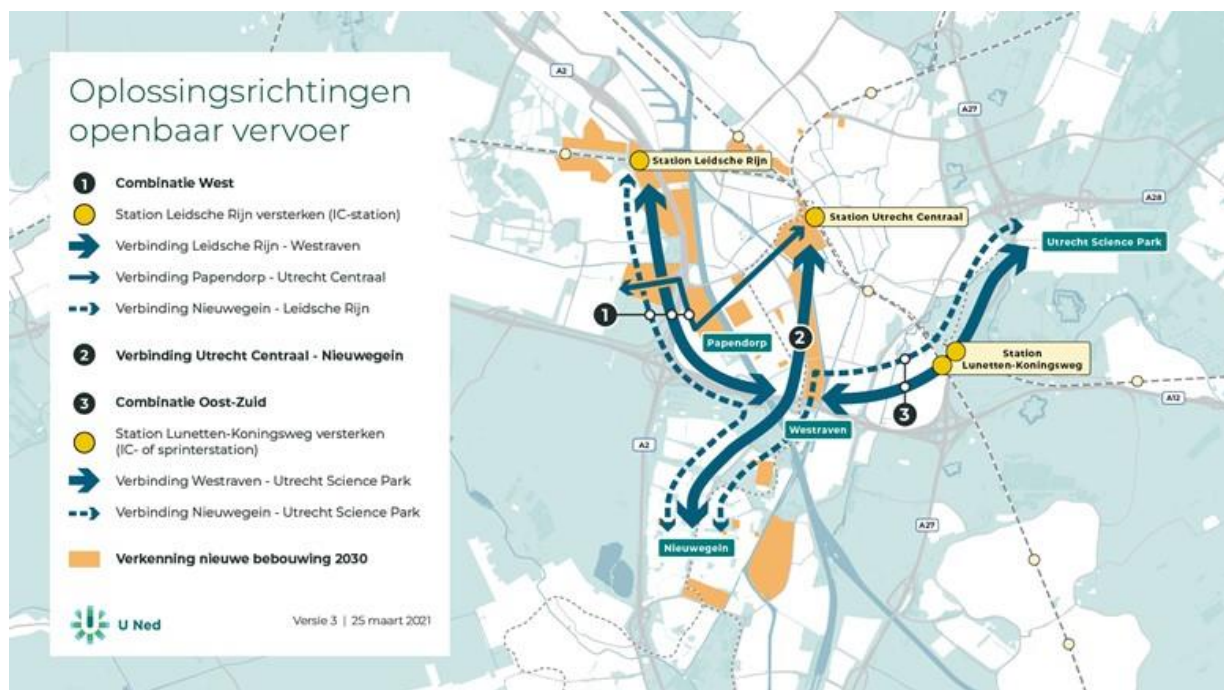 Oplossingsrichtingen
openbaar vervoer
1 Combinatie West
Station Leidsche Rijn versterken (IC-station)
Verbinding Leidsche Rijn - Westraven
Verbinding Papendorp - Utrecht Centraal
Verbinding Nieuwegein - Leidsche Rijn
2 Verbinding Utrecht Centraal - Nieuwegein
3 Combinatie Oost-Zuid
Station Lunetten-Koningsweg versterken
(IC- of sprinterstation)
Verbinding Westraven - Utrecht Science Park
Verbinding Nieuwegein - Utrecht Science Park
Verkenning nieuwe bebouwing 2030
U Ned
Versie 3 | 25 maart 2021
A2
A27
Station Leidsche Rijn
A28
Station Utrecht Centraal
Utrecht Science Park
1
Papendorp
2
Station
Lunetten-Koningsweg
3
A12
Westraven
A2
A27
Nieuwegein